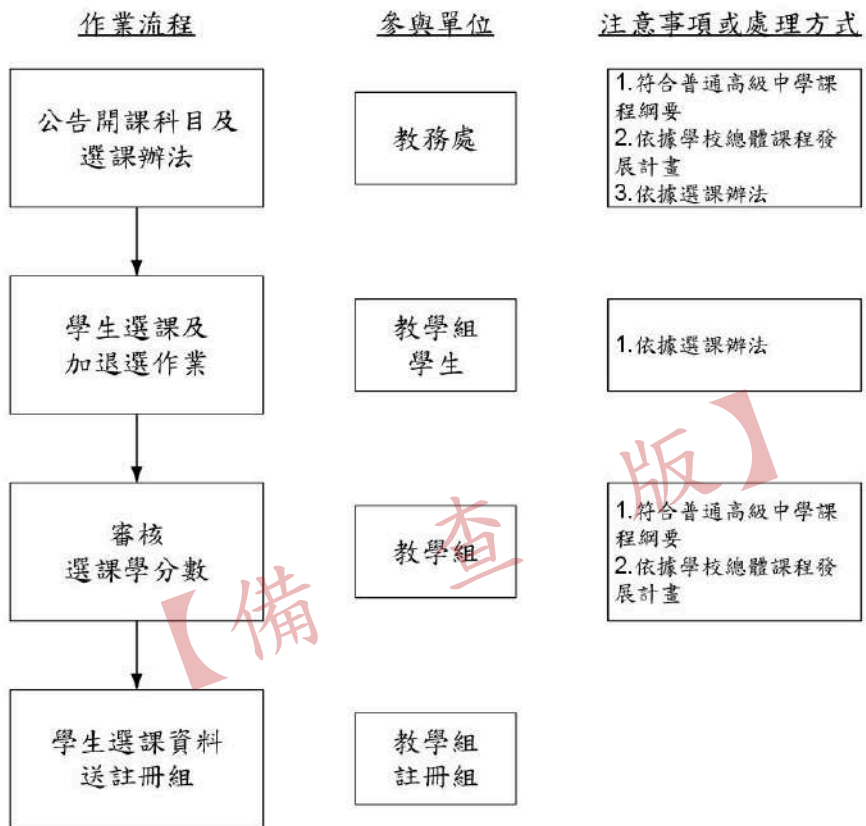 作業流程
參與單位
注意事項或處理方式
公告開課科目及
選課辦法
教務處
1.符合普通高級中學課
程綱要
2.依據學校總體課程發
展計畫
3.依據選課辦法
學生選課及
加退選作業
教學組
學生
1.依據選課辦法
審核
選課學分數
教學組
1.符合普通高級中學課
程綱要
2.依據學校總體課程發
展計畫
學生選課資料
送註冊組
教學組
註冊組
【備查版】